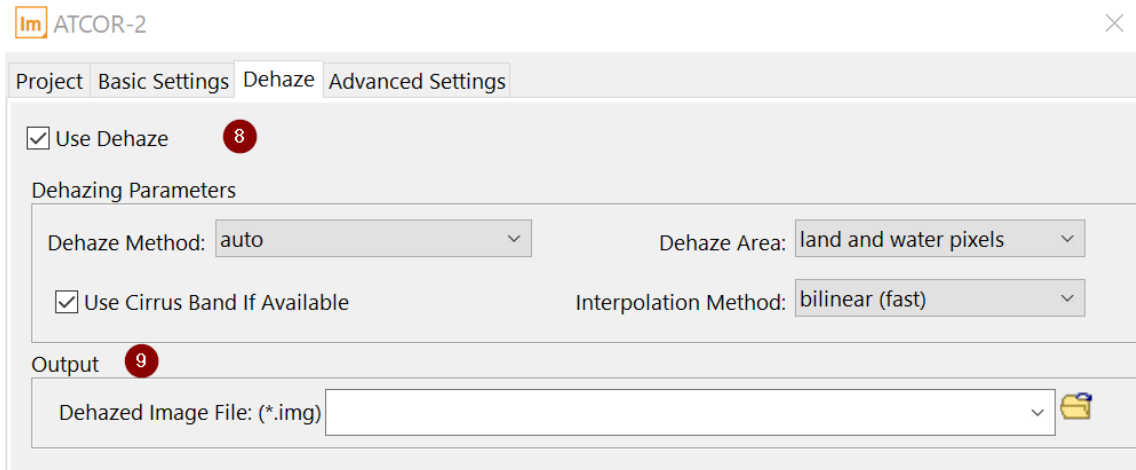 Im ATCOR-2
Project Basic Settings Dehaze Advanced Settings
Use Dehaze 8
Dehazing Parameters
Dehaze Method: auto Dehaze Area: land and water pixels
Use Cirrus Band If Available Interpolation Method: bilinear (fast)
Output 9
Dehazed Image File: (*.img)